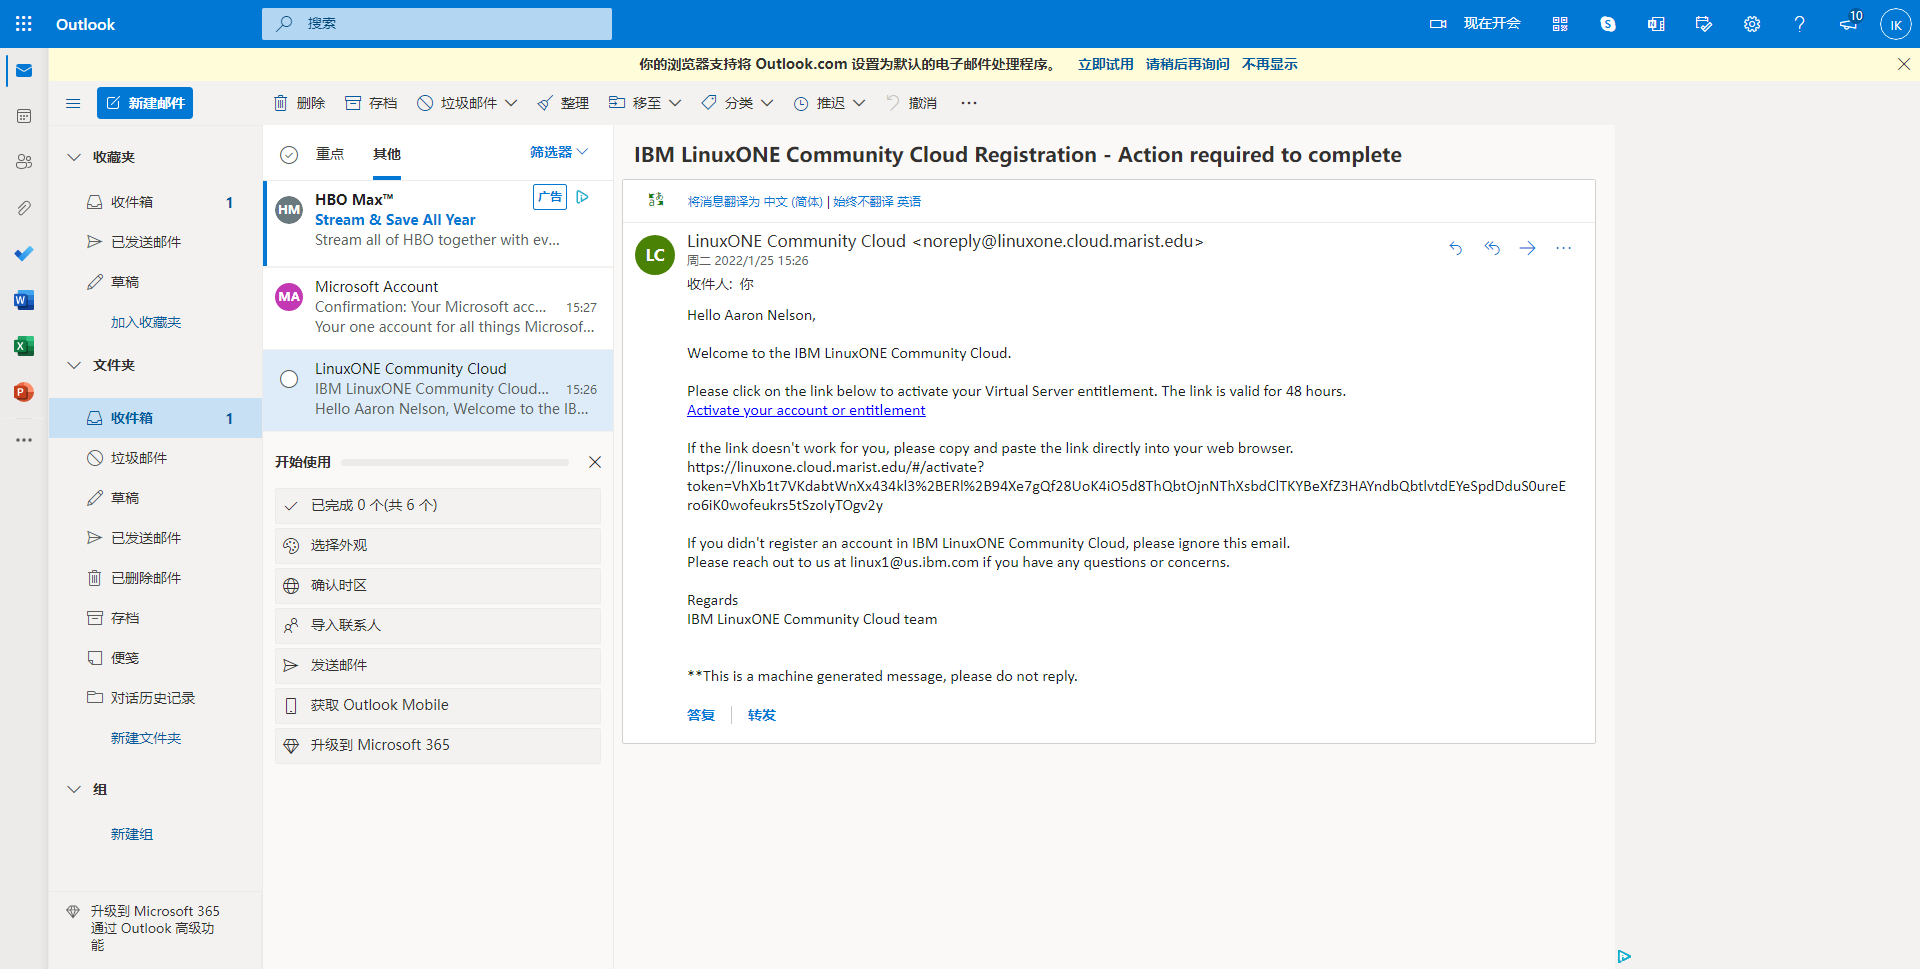 Outlook
搜索
现在开会
10
IK
你的浏览器支持将 Outlook.com 设置为默认的电子邮件处理程序。 立即试用 请稍后再询问 不再显示
新建邮件
删除
存档
垃圾邮件
整理
移至
分类
推迟
撤消
收藏夹
收件箱 1
已发送邮件
草稿
加入收藏夹
文件夹
收件箱 1
垃圾邮件
草稿
已发送邮件
已删除邮件
存档
便笺
对话历史记录
新建文件夹
组
新建组
升级到 Microsoft 365
通过 Outlook 高级功
能
重点 其他 筛选器
HM
HBO Max™ 广告
Stream & Save All Year
Stream all of HBO together with ev...
MA
Microsoft Account
Confirmation: Your Microsoft acc... 15:27
Your one account for all things Microsof...
LinuxONE Community Cloud
IBM LinuxONE Community Cloud... 15:26
Hello Aaron Nelson, Welcome to the IB...
开始使用
已完成 0 个(共 6 个)
选择外观
确认时区
导入联系人
发送邮件
获取 Outlook Mobile
升级到 Microsoft 365
IBM LinuxONE Community Cloud Registration - Action required to complete
将消息翻译为 中文 (简体) | 始终不翻译 英语
LC
LinuxONE Community Cloud <noreply@linuxone.cloud.marist.edu>
周二 2022/1/25 15:26
收件人: 你
Hello Aaron Nelson,
Welcome to the IBM LinuxONE Community Cloud.
Please click on the link below to activate your Virtual Server entitlement. The link is valid for 48 hours.
Activate your account or entitlement
If the link doesn't work for you, please copy and paste the link directly into your web browser.
https://linuxone.cloud.marist.edu/#/activate?
token=VhXb1t7VKdabtWnXx434kl3%2BERl%2B94Xe7gQf28UoK4iO5d8ThQbtOjnNThXsbdClTKYBeXfZ3HAYndbQbtlvtdEYeSpdDduS0ureE
ro6iK0wofeukrs5tSzoIyTOgv2y
If you didn't register an account in IBM LinuxONE Community Cloud, please ignore this email.
Please reach out to us at linux1@us.ibm.com if you have any questions or concerns.
Regards
IBM LinuxONE Community Cloud team
**This is a machine generated message, please do not reply.
答复 转发